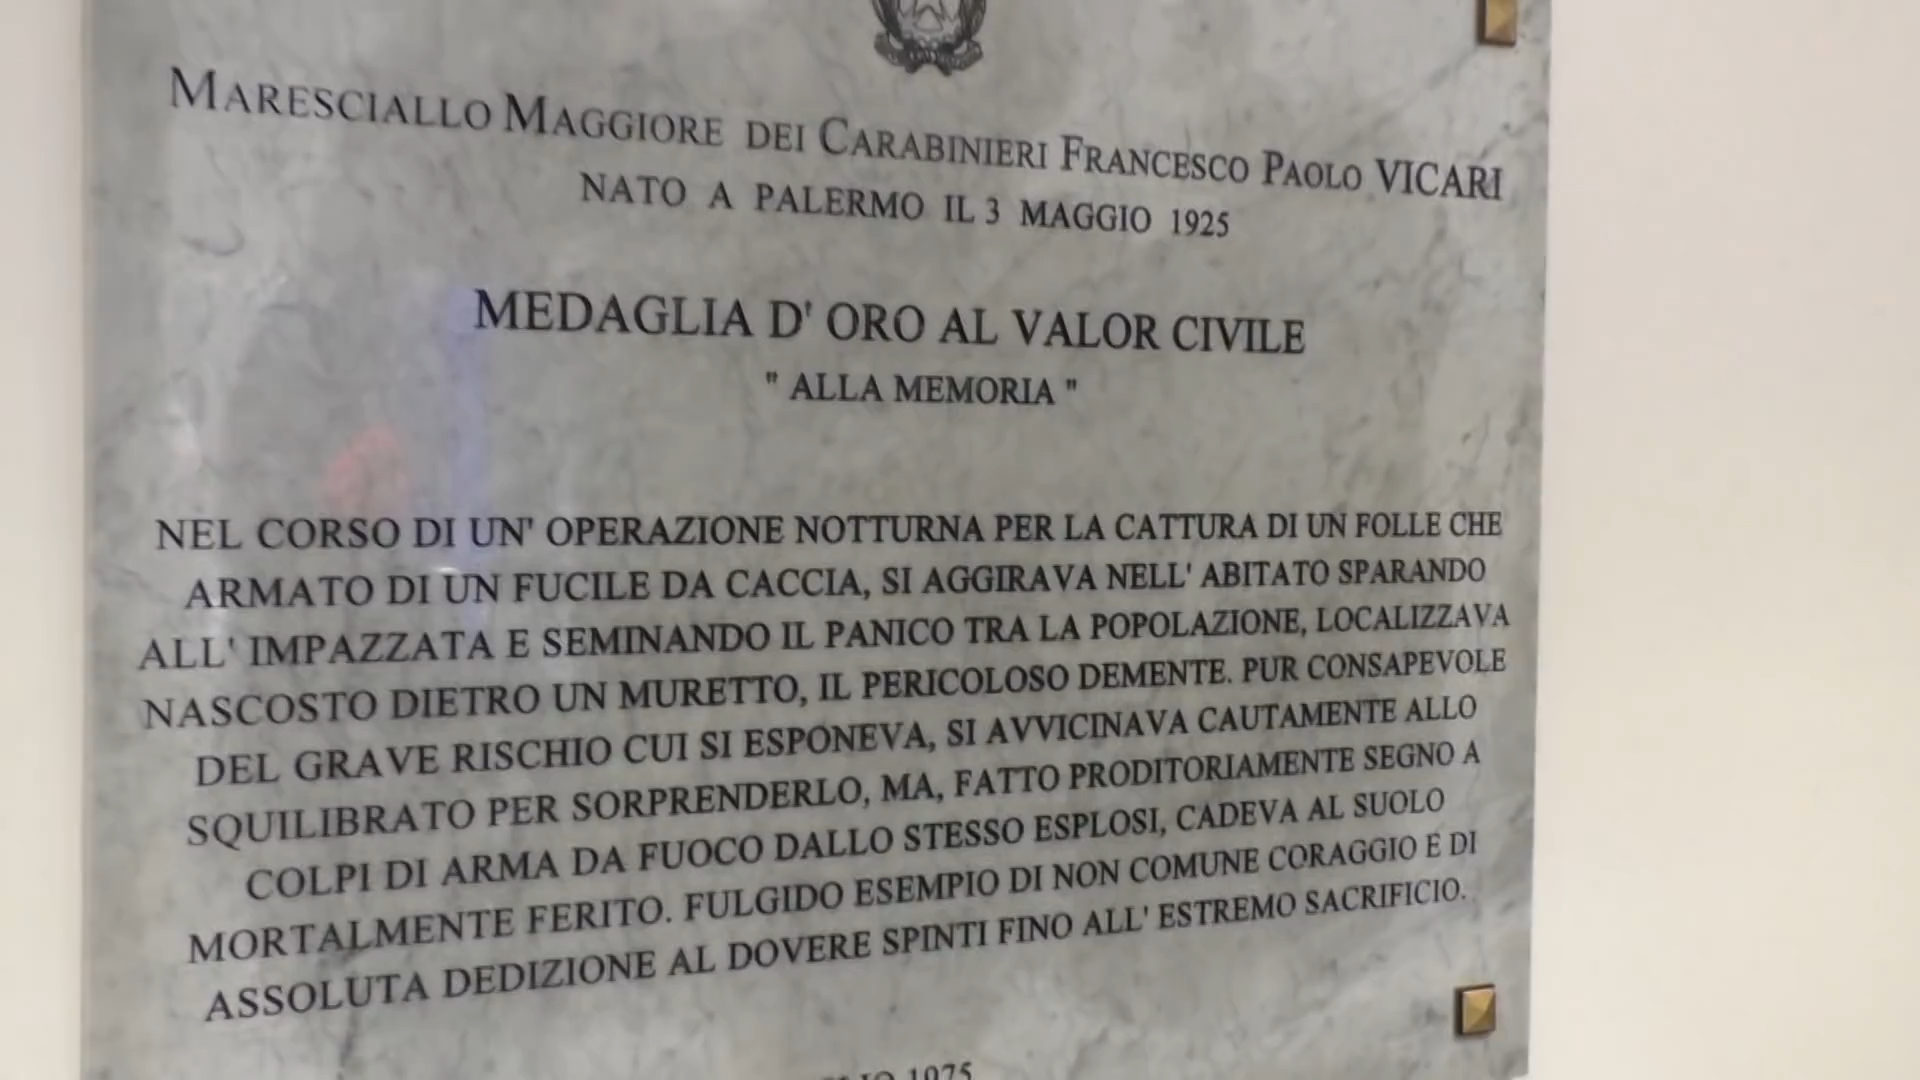 MARESCIALLO MAGGIORE DEI CARABINIERI FRANCESCO PAOLO VICARI
NATO A PALERMO IL 3 MAGGIO 1925
MEDAGLIA D' ORO AL VALOR CIVILE
" ALLA MEMORIA "
NEL CORSO DI UN' OPERAZIONE NOTTURNA PER LA CATTURA DI UN FOLLE CHE
ARMATO DI UN FUCILE DA CACCIA, SI AGGIRAVA NELL' ABITATO SPARANDO
ALL' IMPAZZATA E SEMINANDO IL PANICO TRA LA POPOLAZIONE, LOCALIZZAVA
NASCOSTO DIETRO UN MURETTO, IL PERICOLOSO DEMENTE. PUR CONSAPEVOLE
DEL GRAVE RISCHIO CUI SI ESPONEVA, SI AVVICINAVA CAUTAMENTE ALLO
SQUILIBRATO PER SORPRENDERLO, MA, FATTO PRODITORIAMENTE SEGNO A
COLPI DI ARMA DA FUOCO DALLO STESSO ESPLOSI, CADEVA AL SUOLO
MORTALMENTE FERITO. FULGIDO ESEMPIO DI NON COMUNE CORAGGIO E DI
ASSOLUTA DEDIZIONE AL DOVERE SPINTI FINO ALL' ESTREMO SACRIFICIO.
1975